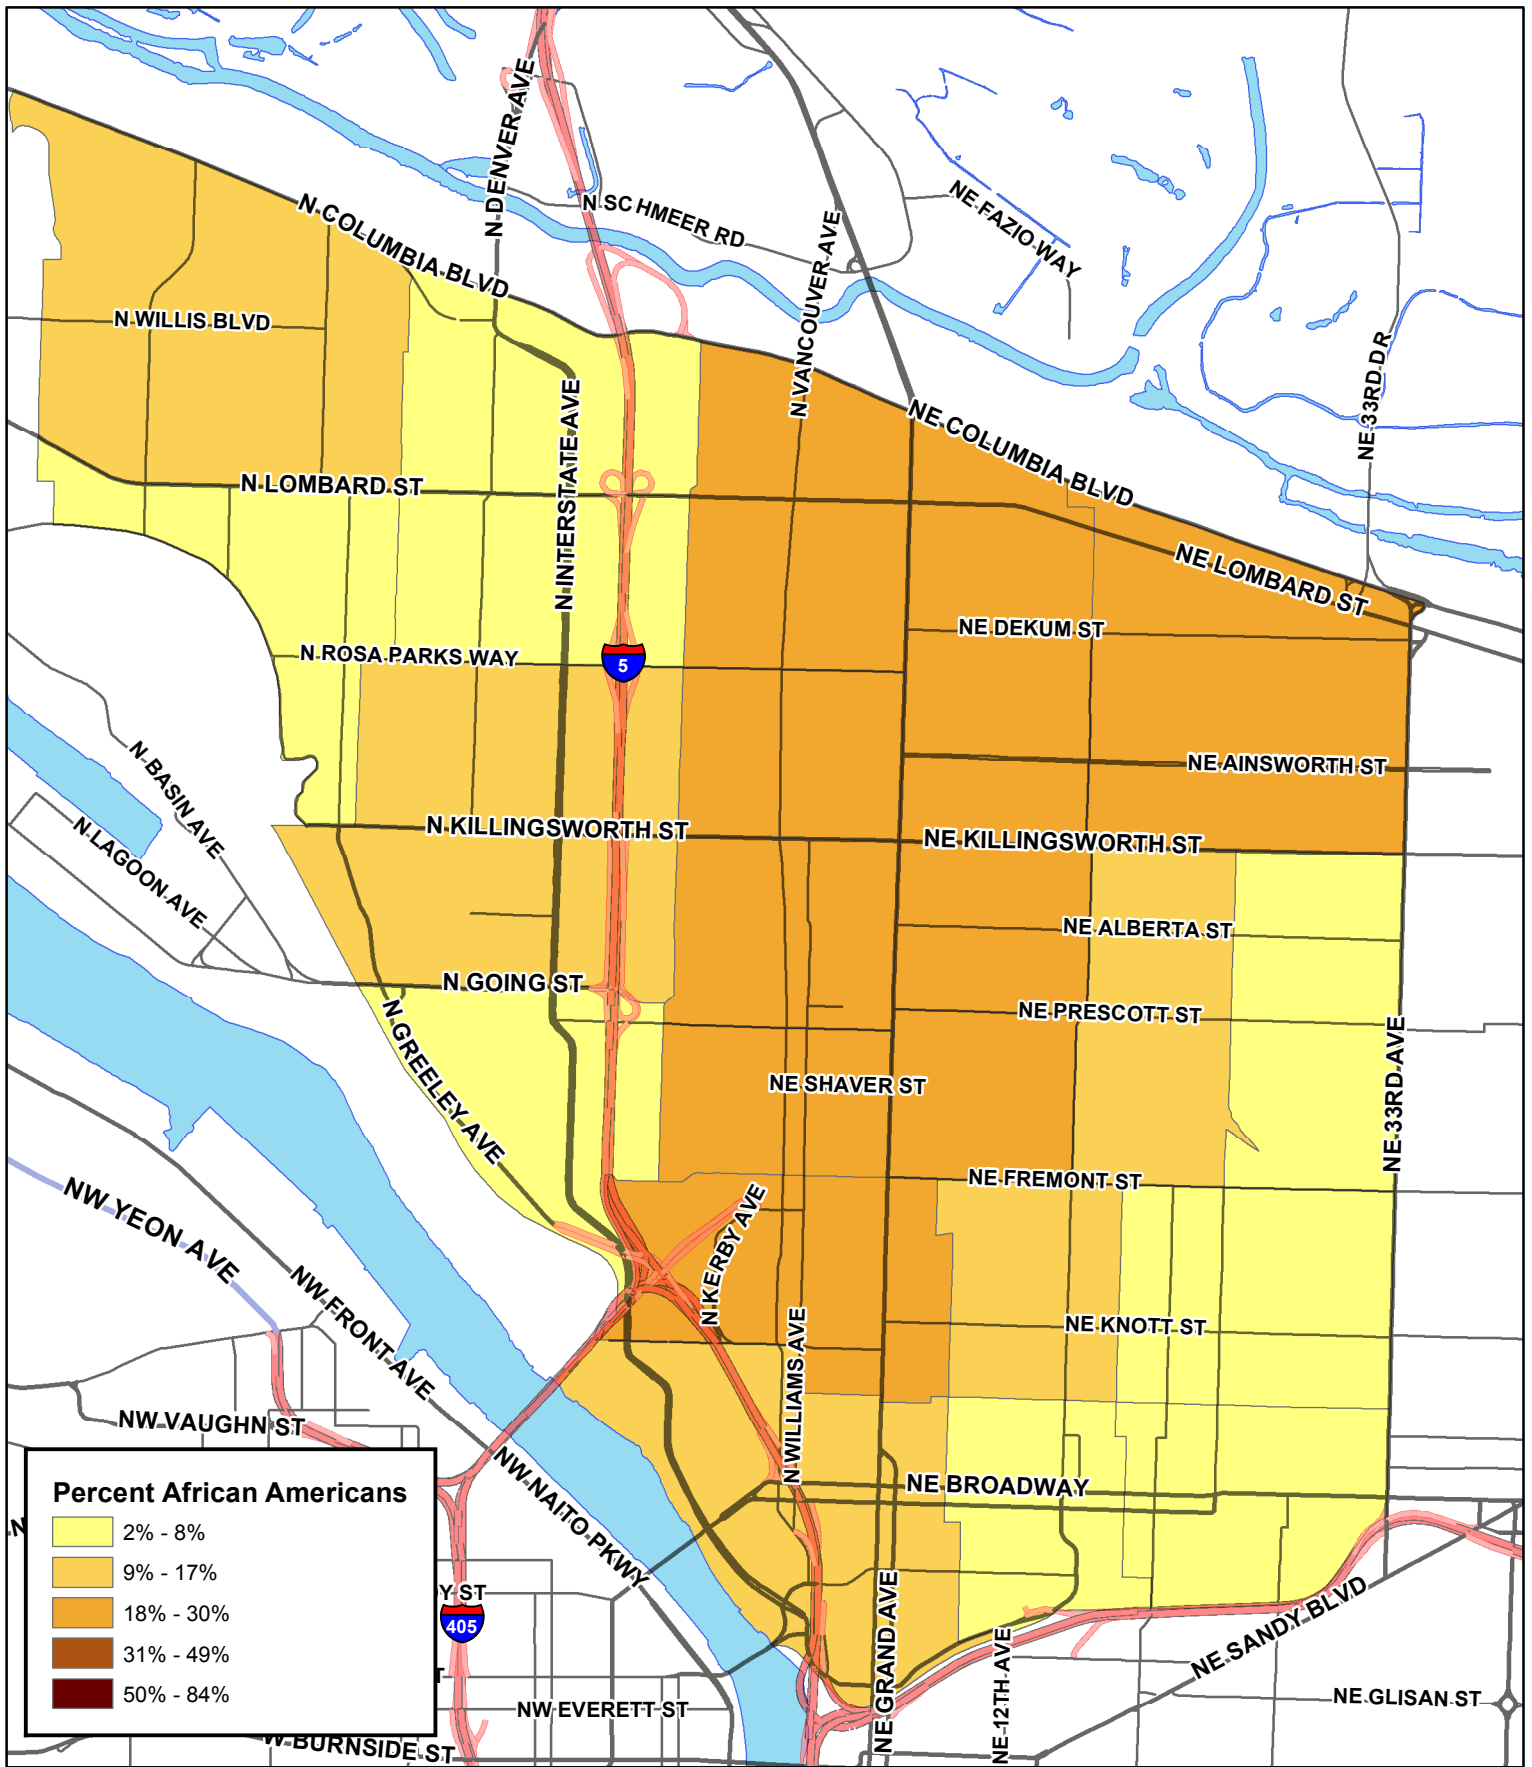 N DENVER AVE
N SCHMEER RD
N COLUMBIA BLVD
NE FAZIO WAY
N VANCOUVER AVE
N WILLIS BLVD
NE 33RD DR
N INTERSTATE AVE
NE COLUMBIA BLVD
N LOMBARD ST
NE LOMBARD ST
NE DEKUM ST
N ROSA PARKS WAY
5
NE AINSWORTH ST
N BASIN AVE
N LAGOON AVE
N KILLINGSWORTH ST
NE KILLINGSWORTH ST
NE ALBERTA ST
N GOING ST
NE PRESCOTT ST
N GREELEY AVE
NE SHAVER ST
NE 33RD AVE
NE FREMONT ST
NW YEON AVE
N KERBY AVE
NW FRONT AVE
NE KNOTT ST
N WILLIAMS AVE
NW VAUGHN ST
NE BROADWAY
NW NAITO PKWY
Percent African Americans
2% - 8%
9% - 17%
18% - 30%
31% - 49%
50% - 84%
Y ST
405
NE GRAND AVE
NE 12TH AVE
NE SANDY BLVD
NW EVERETT ST
NE GLISAN ST
W BURNSIDE ST